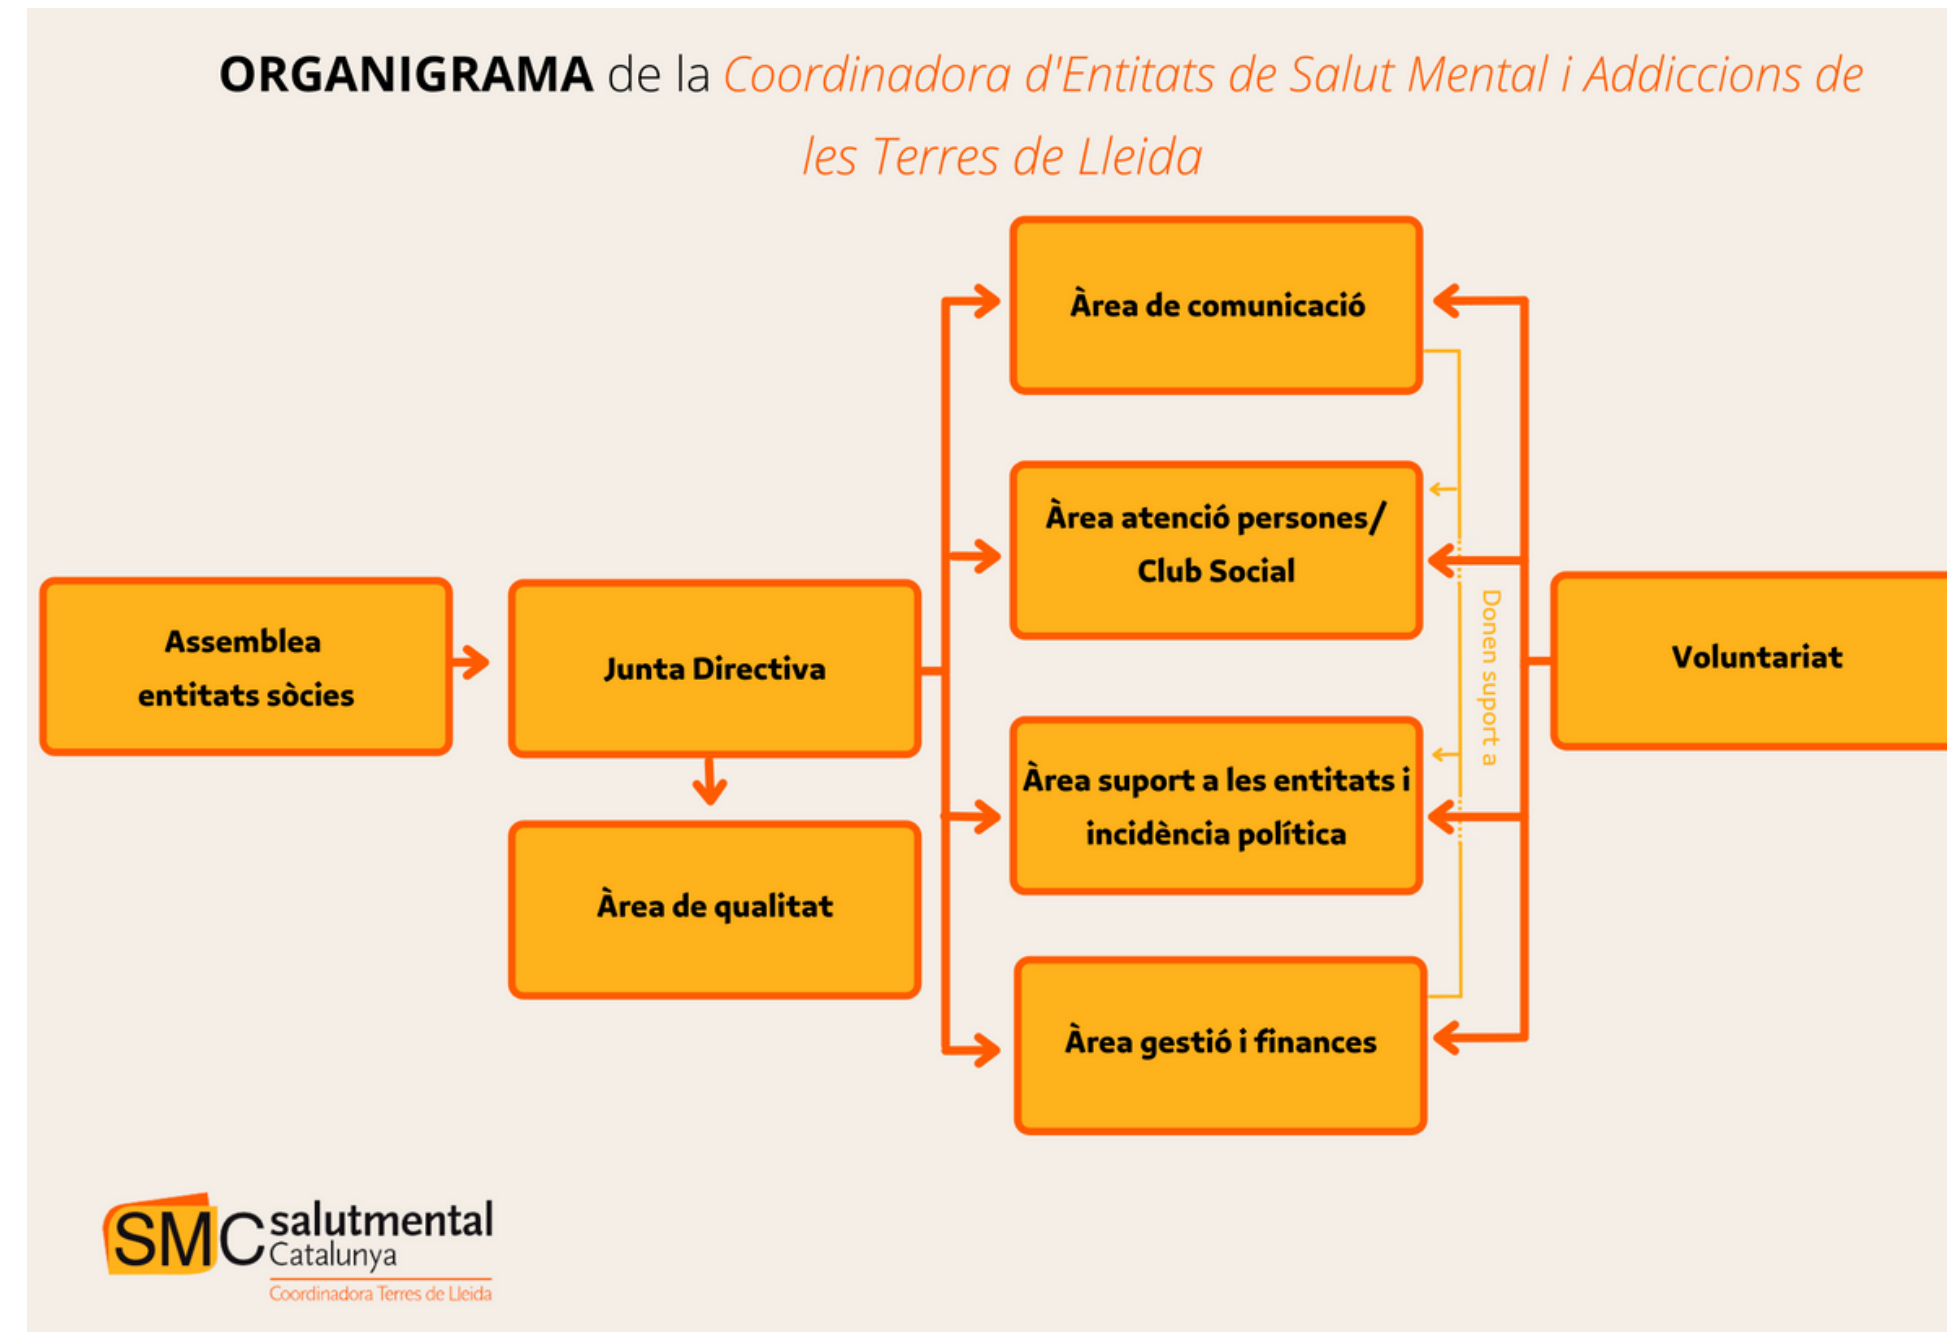 ORGANIGRAMA de la Coordinadora d'Entitats de Salut Mental i Addiccions de
les Terres de Lleida
Assemblea
entitats sòcies
Junta Directiva
Àrea de qualitat
Àrea de comunicació
Àrea atenció persones/
Club Social
Àrea suport a les entitats i
incidència política
Àrea gestió i finances
Donen suport a
Voluntariat
SMC salutmental
Catalunya
Coordinadora Terres de Lleida